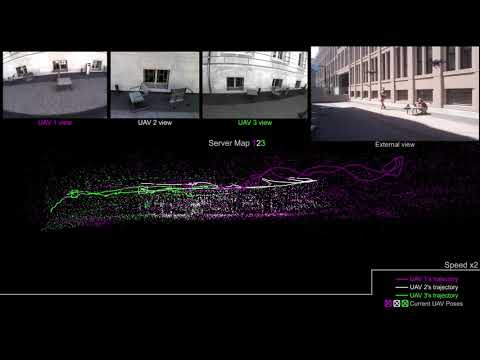 UAV 1 view
UAV 2 view
UAV 3 view
External view
Server Map 123
Speed x2
UAV 1's trajectory
UAV 2's trajectory
UAV 3's trajectory
Current UAV Poses